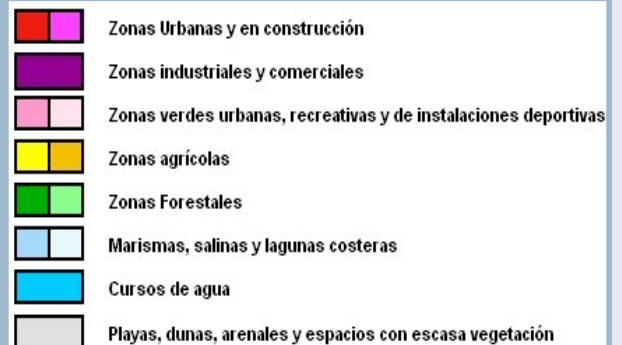 Zonas Urbanas y en construcción
Zonas industriales y comerciales
Zonas verdes urbanas, recreativas y de instalaciones deportivas
Zonas agrícolas
Zonas Forestales
Marismas, salinas y lagunas costeras
Cursos de agua
Playas, dunas, arenales y espacios con escasa vegetación